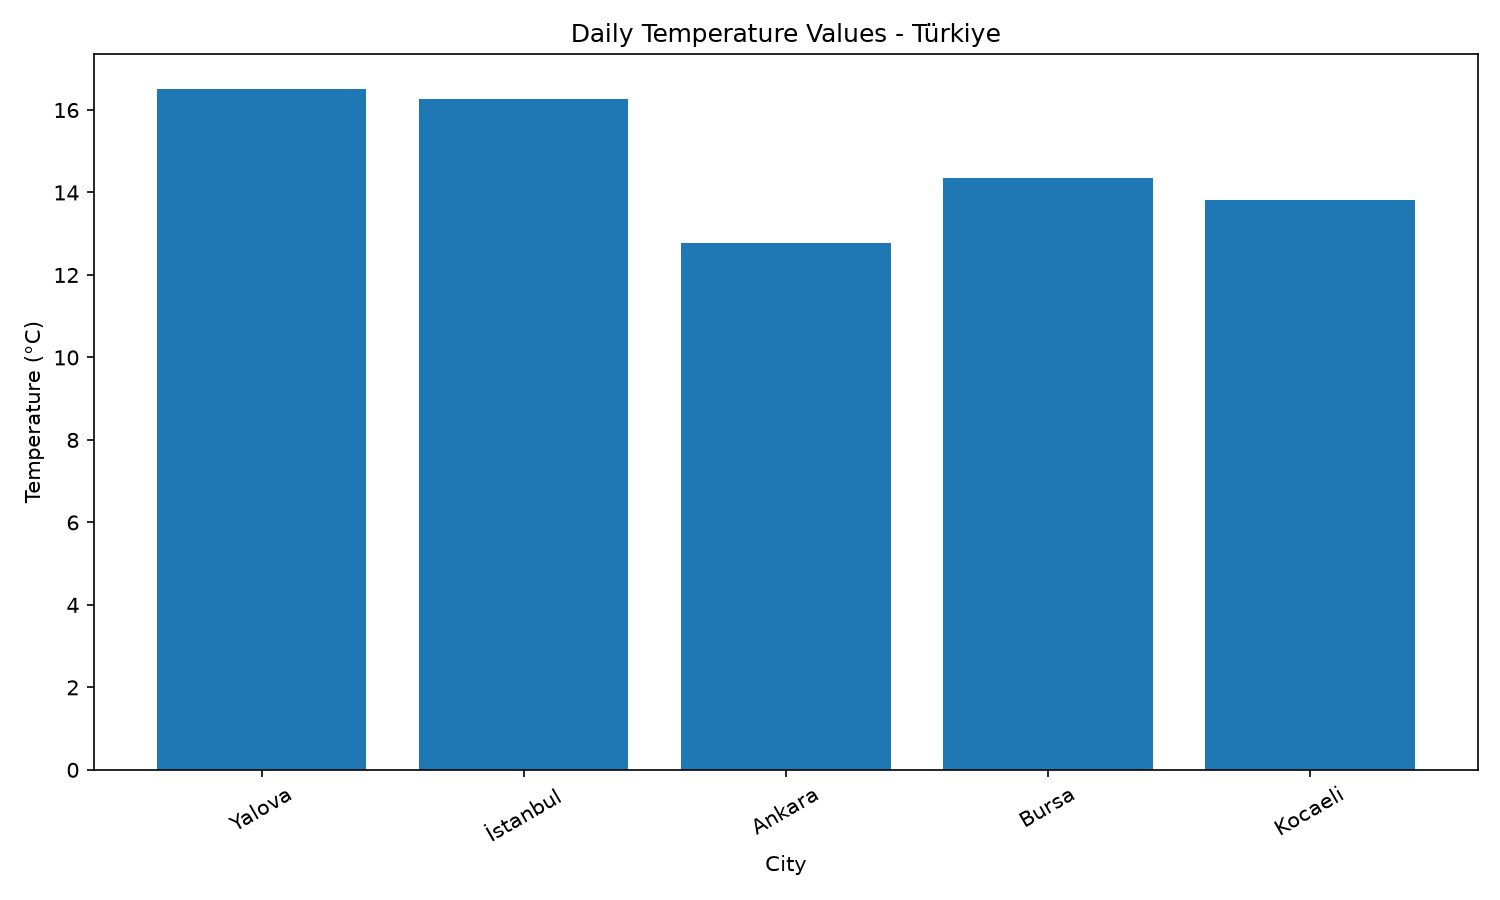 Daily Temperature Values - Türkiye
Temperature (°C)
16
14
12
10
8
6
4
2
0
Yalova
İstanbul
Ankara
Bursa
Kocaeli
City